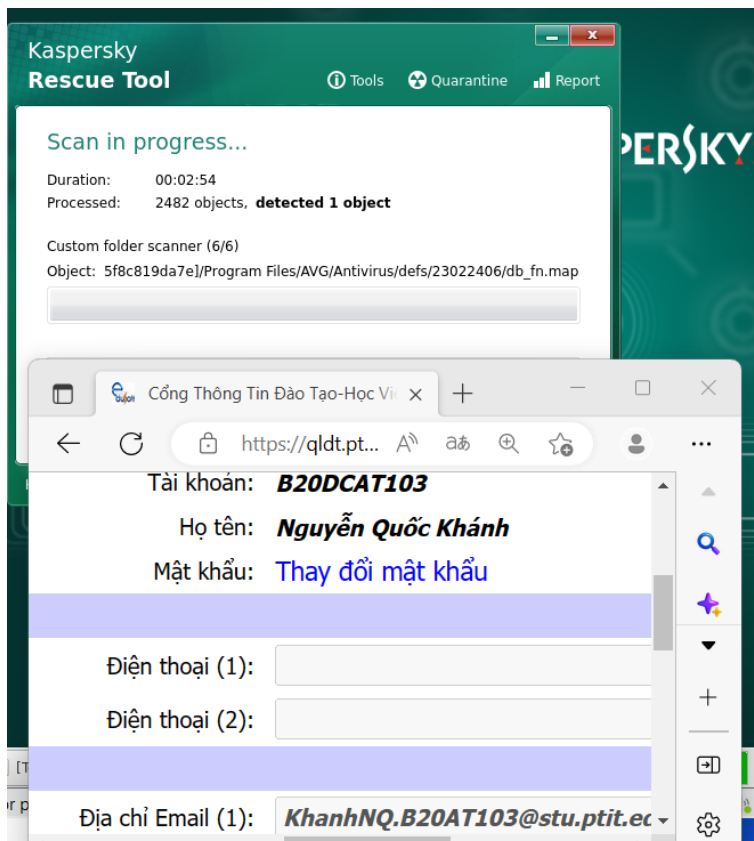 Kaspersky
Rescue Tool
Tools
Quarantine
Report
Scan in progress...
Duration: 00:02:54
Processed: 2482 objects, detected 1 object
Custom folder scanner (6/6)
Object: 5f8c819da7e]/Program Files/AVG/Antivirus/defs/23022406/db_fn.map
PERSKY
Cổng Thông Tin Đào Tạo-Học Vi
https://qldt.pt...
Tài khoản: B20DCAT103
Họ tên: Nguyễn Quốc Khánh
Mật khẩu: Thay đổi mật khẩu
Điện thoại (1):
Điện thoại (2):
[T
or p
Địa chỉ Email (1): KhanhNQ.B20AT103@stu.ptit.ec